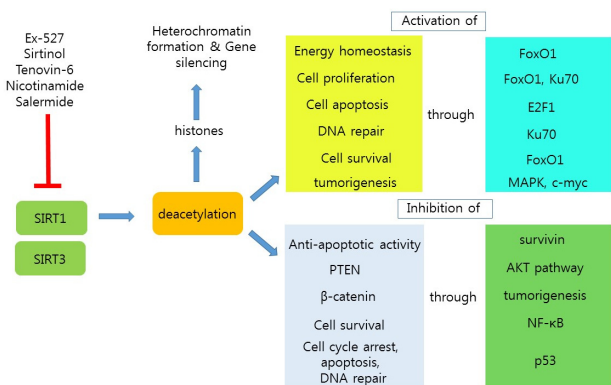 Ex-527
Sirtinol
Tenovin-6
Nicotinamide
Salermide
SIRT1
SIRT3
Heterochromatin
formation & Gene
silencing
histones
deacetylation
Activation of
Energy homeostasis
Cell proliferation
Cell apoptosis
DNA repair
Cell survival
tumorigenesis
through
FoxO1
FoxO1, Ku70
E2F1
Ku70
FoxO1
MAPK, c-myc
Inhibition of
Anti-apoptotic activity
PTEN
β-catenin
Cell survival
Cell cycle arrest,
apoptosis,
DNA repair
through
survivin
AKT pathway
tumorigenesis
NF-κB
p53